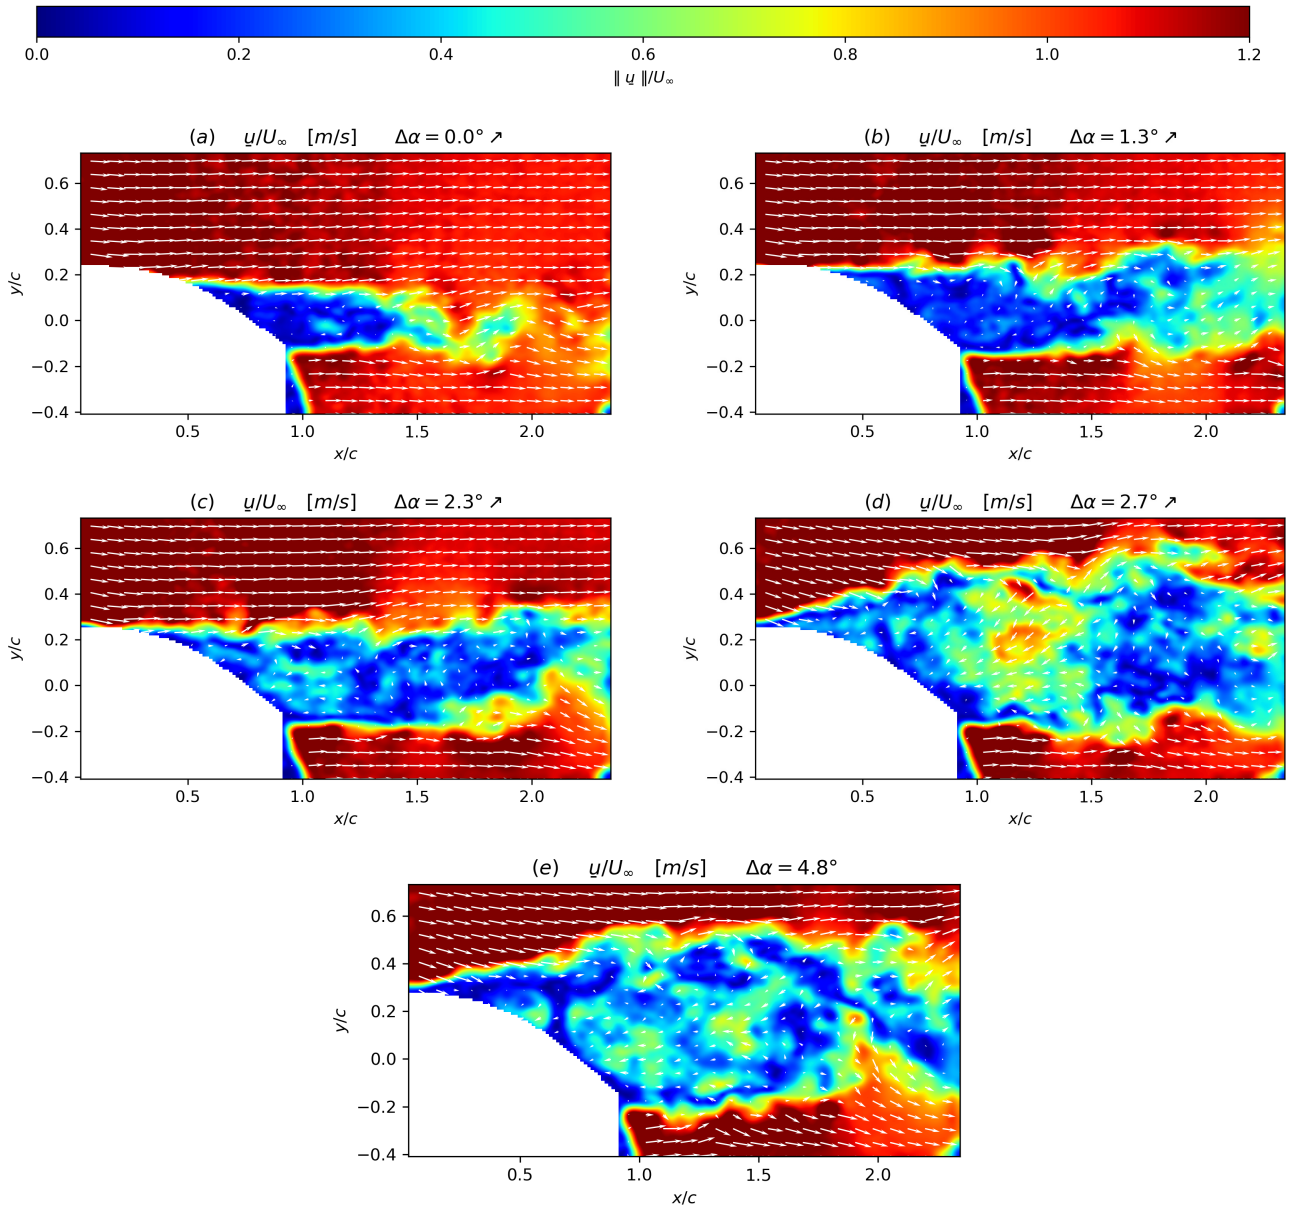 0.0 0.2 0.4 0.6 0.8 1.0 1.2
‖ u̲ ‖/U∞
(a) u̲/U∞ [m/s] Δα = 0.0° ↗
(b) u̲/U∞ [m/s] Δα = 1.3° ↗
0.6
0.4
0.2
0.0
−0.2
−0.4
y/c
0.5 1.0 1.5 2.0
x/c
0.6
0.4
0.2
0.0
−0.2
−0.4
y/c
0.5 1.0 1.5 2.0
x/c
(c) u̲/U∞ [m/s] Δα = 2.3° ↗
(d) u̲/U∞ [m/s] Δα = 2.7° ↗
0.6
0.4
0.2
0.0
−0.2
−0.4
y/c
0.5 1.0 1.5 2.0
x/c
0.6
0.4
0.2
0.0
−0.2
−0.4
y/c
0.5 1.0 1.5 2.0
x/c
(e) u̲/U∞ [m/s] Δα = 4.8°
0.6
0.4
0.2
0.0
−0.2
−0.4
y/c
0.5 1.0 1.5 2.0
x/c